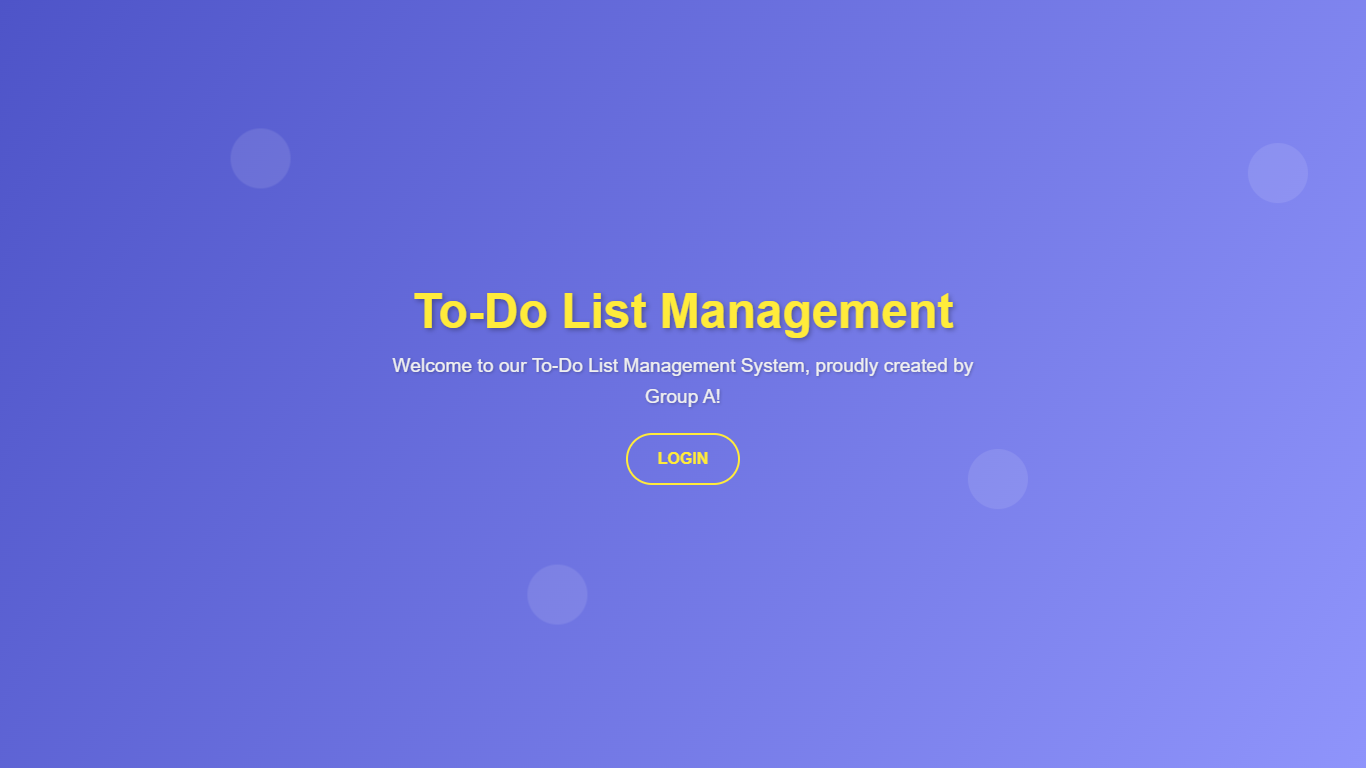 To-Do List Management
Welcome to our To-Do List Management System, proudly created by
Group A!
LOGIN